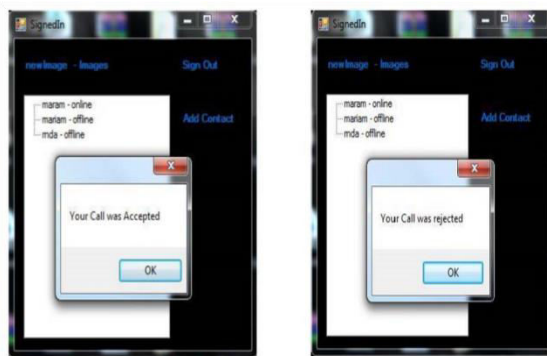 SignedIn
newImage - Images
Sign Out
maram - online
mariam - offline
mda - offline
Add Contact
Your Call was Accepted
OK
SignedIn
newImage - Images
Sign Out
maram - online
mariam - offline
mda - offline
Add Contact
Your Call was rejected
OK